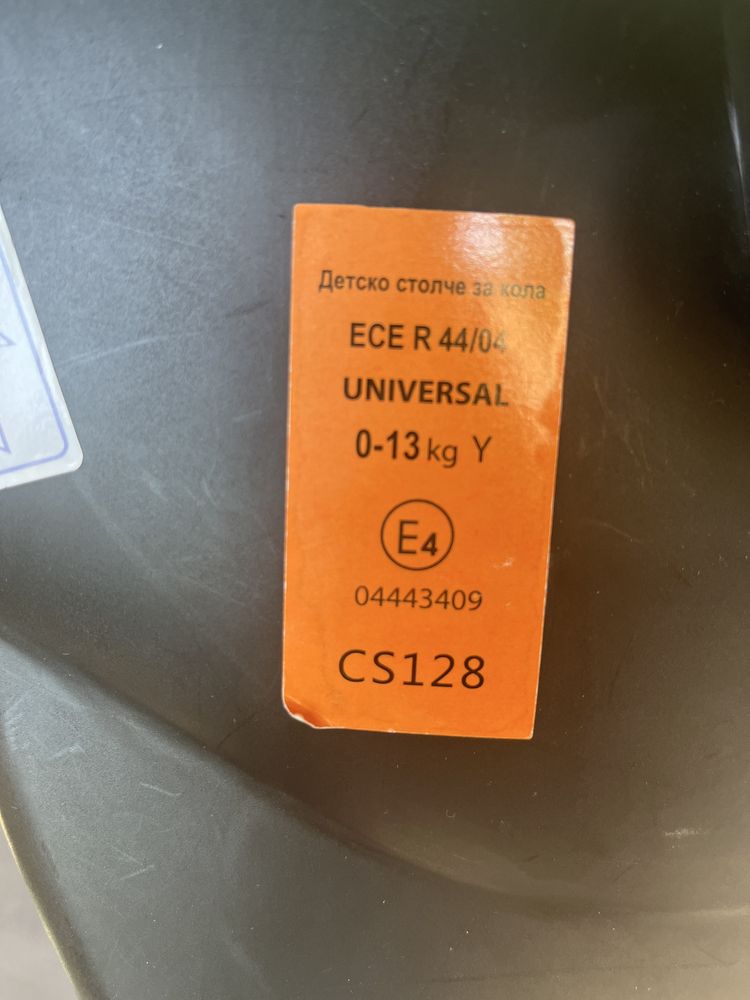 Детско столче за кола
ECE R 44/04
UNIVERSAL
0-13 kg Y
E4
04443409
CS128